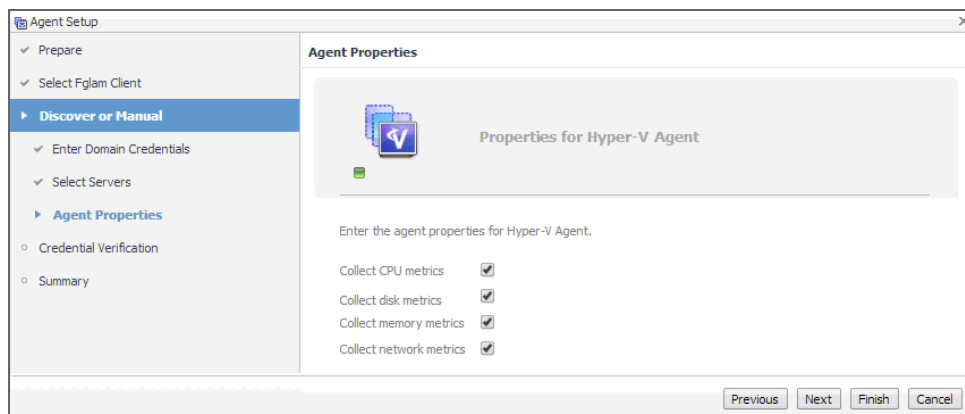 Agent Setup
Prepare
Select Fglam Client
Discover or Manual
Enter Domain Credentials
Select Servers
Agent Properties
Credential Verification
Summary
Agent Properties
Properties for Hyper-V Agent
Enter the agent properties for Hyper-V Agent.
Collect CPU metrics
Collect disk metrics
Collect memory metrics
Collect network metrics
Previous Next Finish Cancel